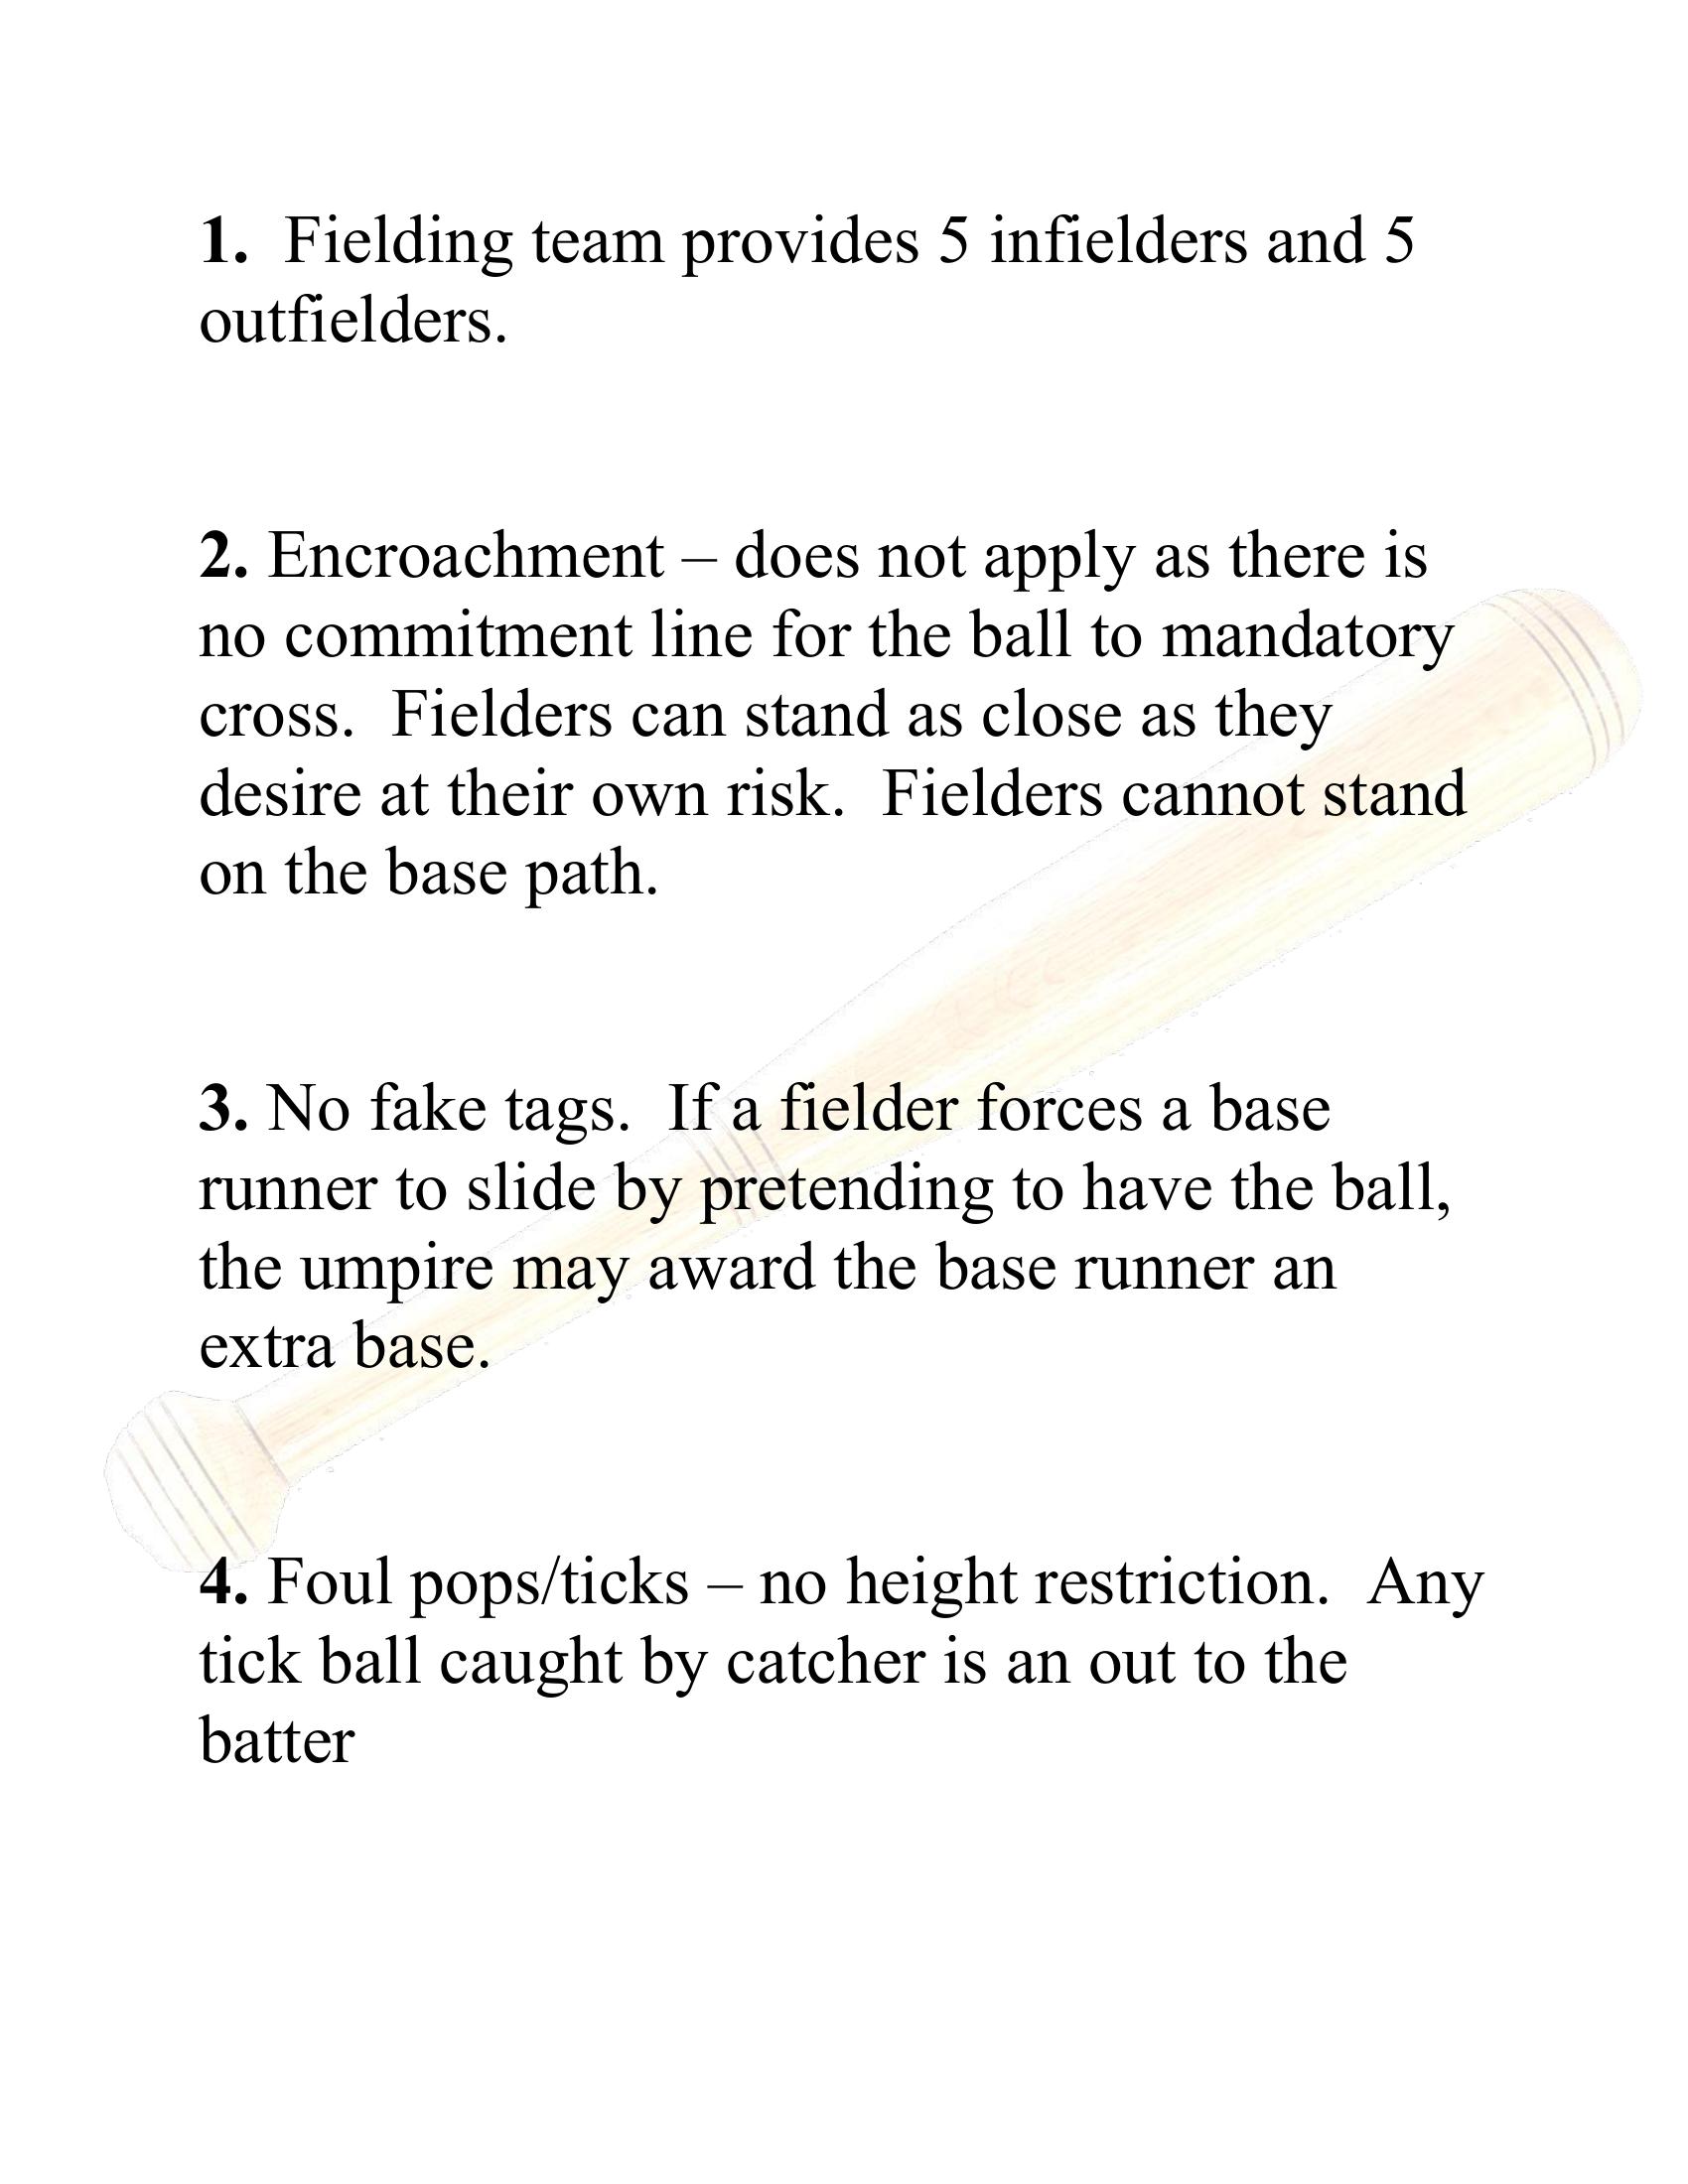 1.  Fielding team provides 5 infielders and 5
outfielders.
2. Encroachment – does not apply as there is
no commitment line for the ball to mandatory
cross.  Fielders can stand as close as they
desire at their own risk.  Fielders cannot stand
on the base path.
3. No fake tags.  If a fielder forces a base
runner to slide by pretending to have the ball,
the umpire may award the base runner an
extra base.
4. Foul pops/ticks – no height restriction.  Any
tick ball caught by catcher is an out to the
batter